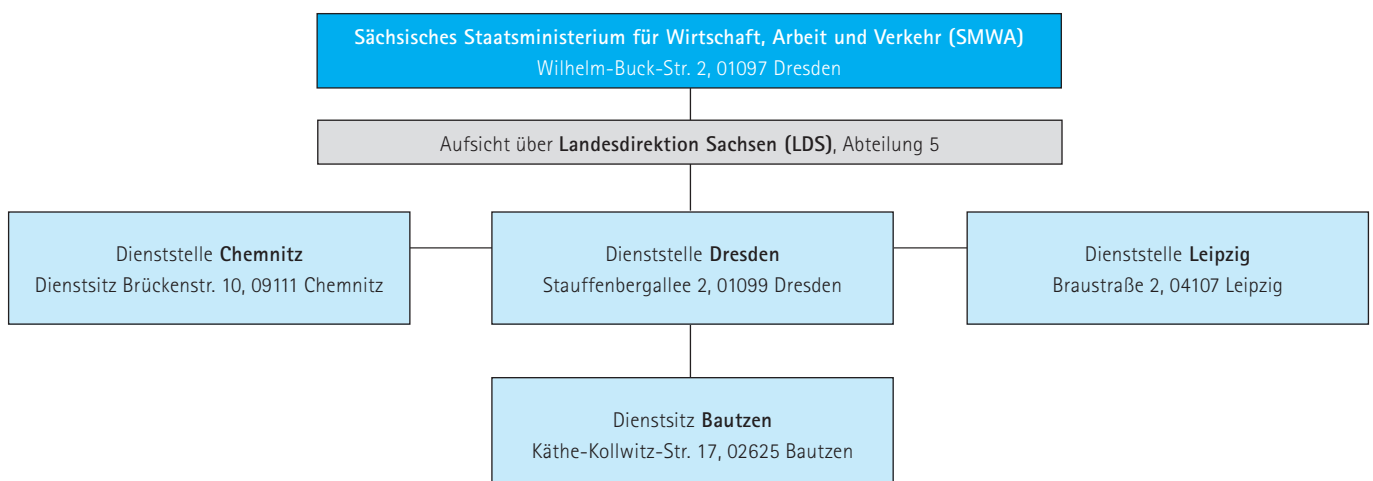 Sächsisches Staatsministerium für Wirtschaft, Arbeit und Verkehr (SMWA)
Wilhelm-Buck-Str. 2, 01097 Dresden
Aufsicht über Landesdirektion Sachsen (LDS), Abteilung 5
Dienststelle Chemnitz
Dienstsitz Brückenstr. 10, 09111 Chemnitz
Dienststelle Dresden
Stauffenbergallee 2, 01099 Dresden
Dienststelle Leipzig
Braustraße 2, 04107 Leipzig
Dienstsitz Bautzen
Käthe-Kollwitz-Str. 17, 02625 Bautzen